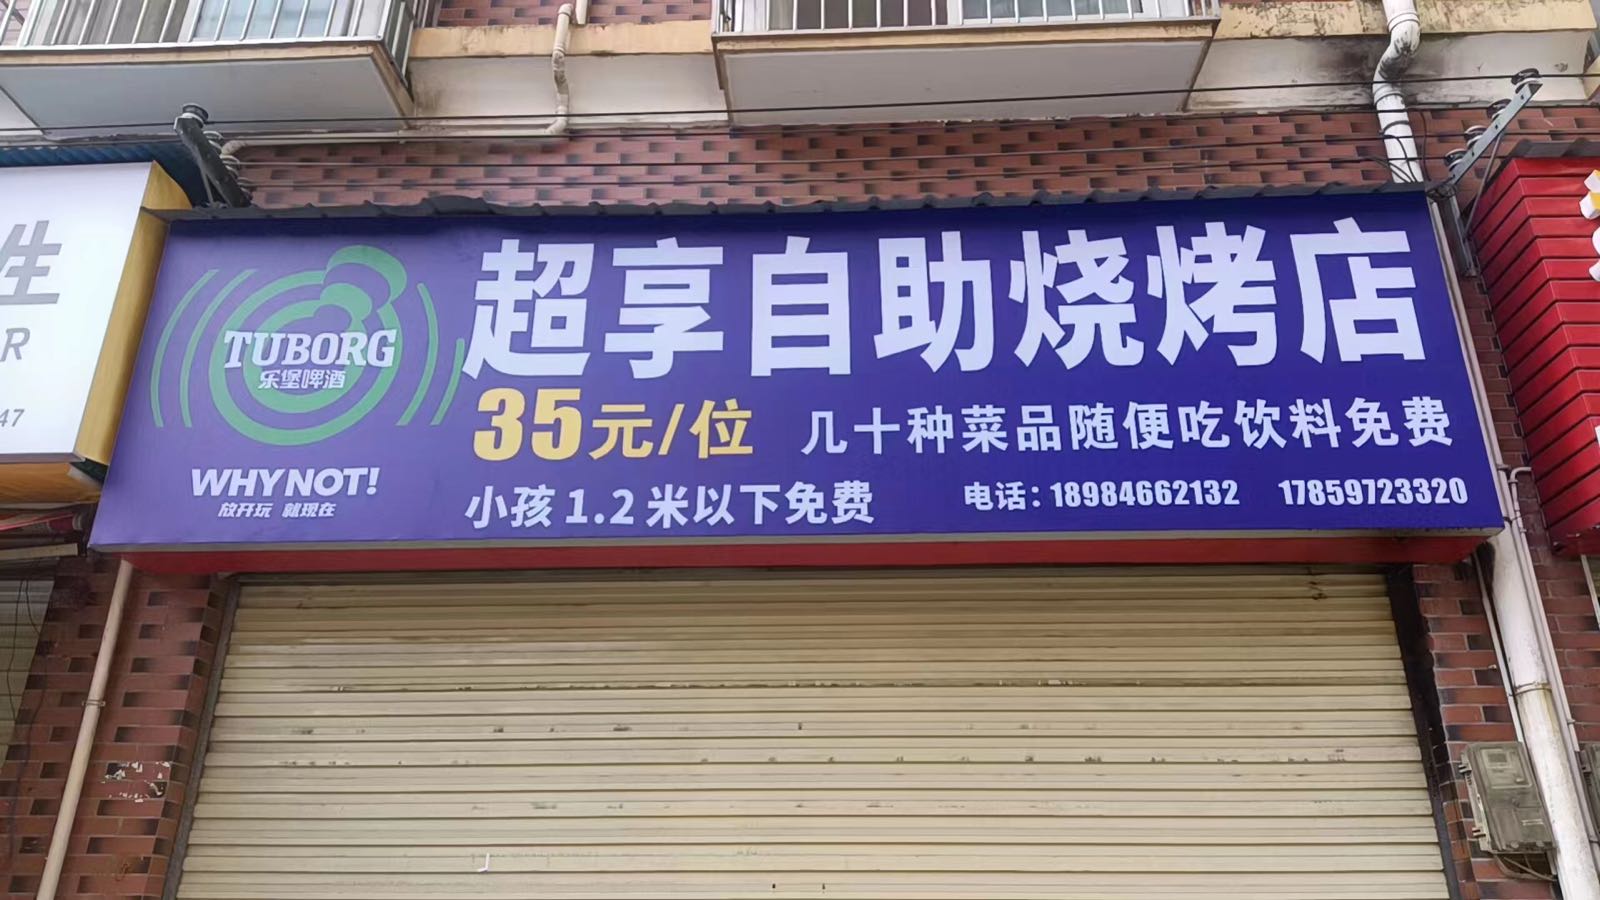 生
R
47
TUBORG
乐堡啤酒
WHY NOT!
放开玩 就现在
超享自助烧烤店
35元/位 几十种菜品随便吃饮料免费
小孩1.2米以下免费
电话：18984662132 17859723320